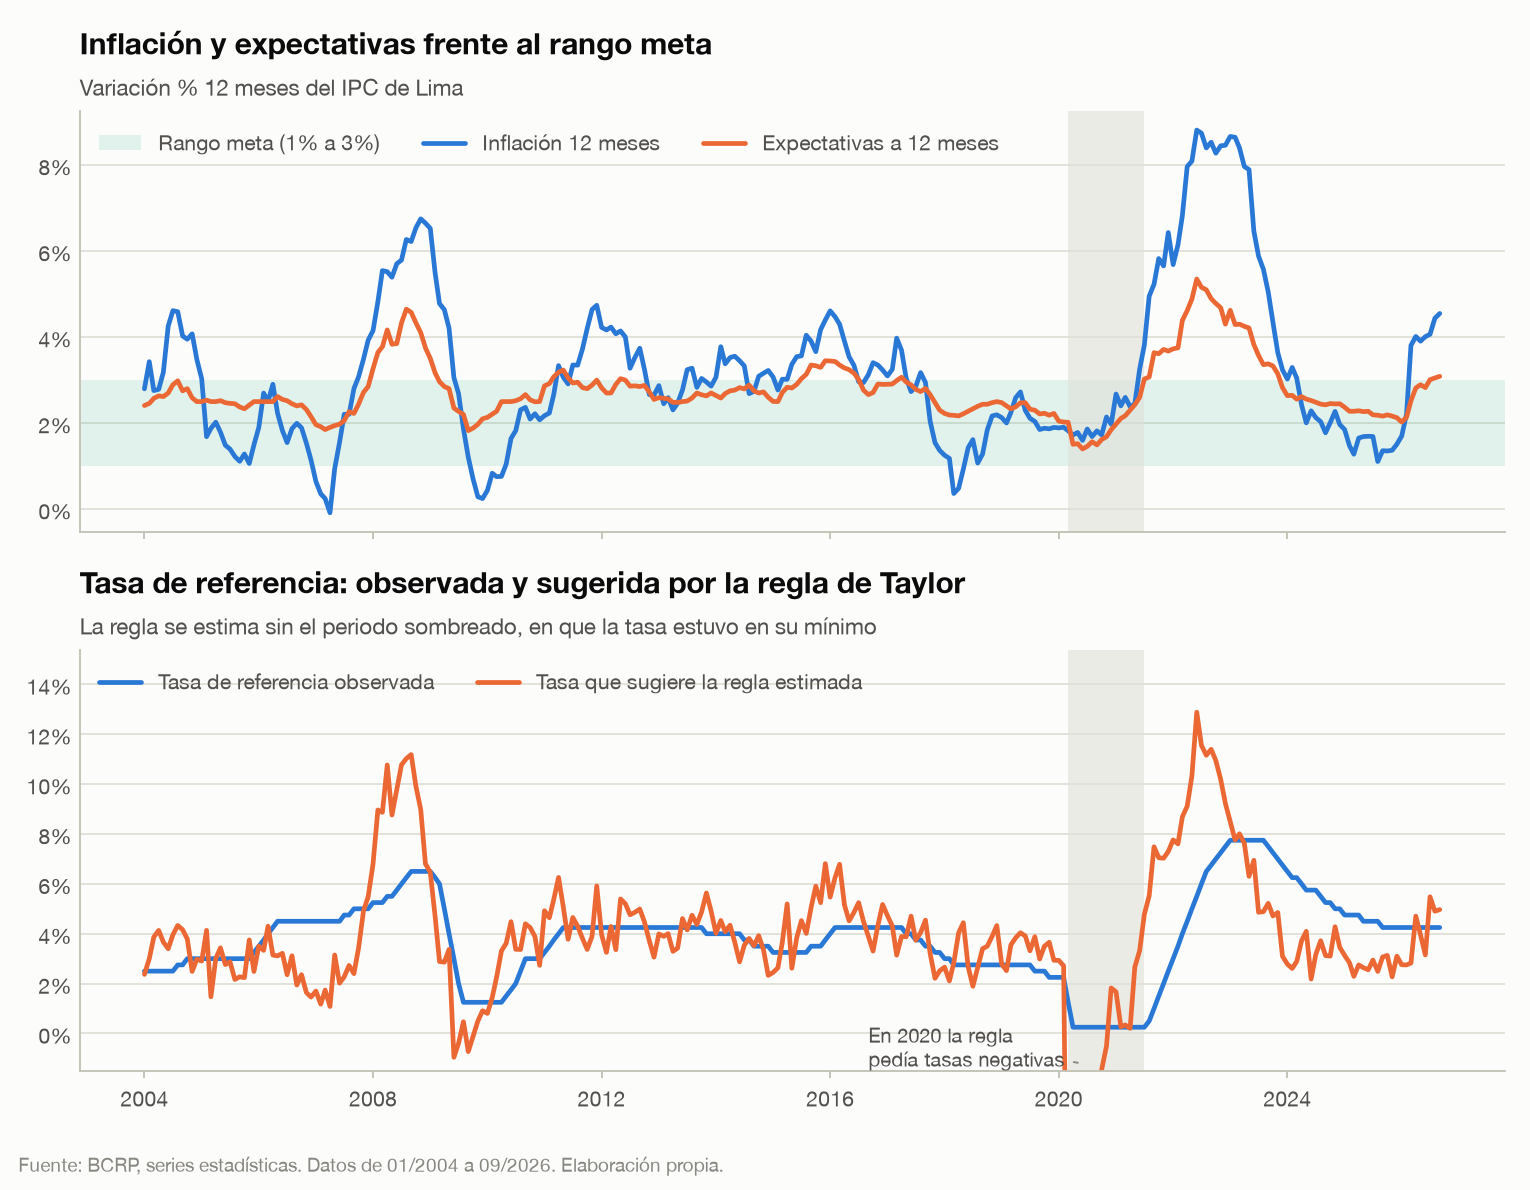 Inflación y expectativas frente al rango meta
Variación % 12 meses del IPC de Lima
Rango meta (1% a 3%) Inflación 12 meses Expectativas a 12 meses
8%
6%
4%
2%
0%
Tasa de referencia: observada y sugerida por la regla de Taylor
La regla se estima sin el periodo sombreado, en que la tasa estuvo en su mínimo
Tasa de referencia observada Tasa que sugiere la regla estimada
14%
12%
10%
8%
6%
4%
2%
0%
En 2020 la regla
pedía tasas negativas
2004 2008 2012 2016 2020 2024
Fuente: BCRP, series estadísticas. Datos de 01/2004 a 09/2026. Elaboración propia.